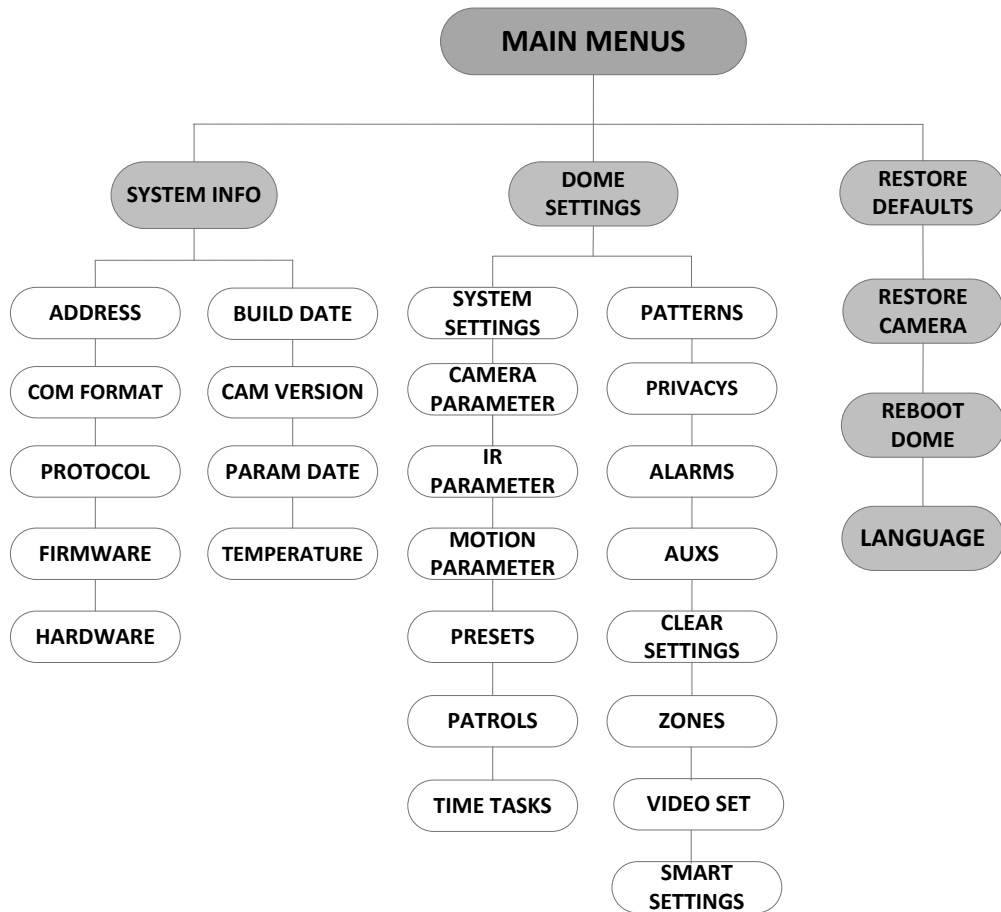 MAIN MENUS
SYSTEM INFO
DOME
SETTINGS
RESTORE
DEFAULTS
ADDRESS
COM FORMAT
PROTOCOL
FIRMWARE
HARDWARE
BUILD DATE
CAM VERSION
PARAM DATE
TEMPERATURE
SYSTEM
SETTINGS
CAMERA
PARAMETER
IR
PARAMETER
MOTION
PARAMETER
PRESETS
PATROLS
TIME TASKS
PATTERNS
PRIVACYS
ALARMS
AUXS
CLEAR
SETTINGS
ZONES
VIDEO SET
SMART
SETTINGS
RESTORE
CAMERA
REBOOT
DOME
LANGUAGE